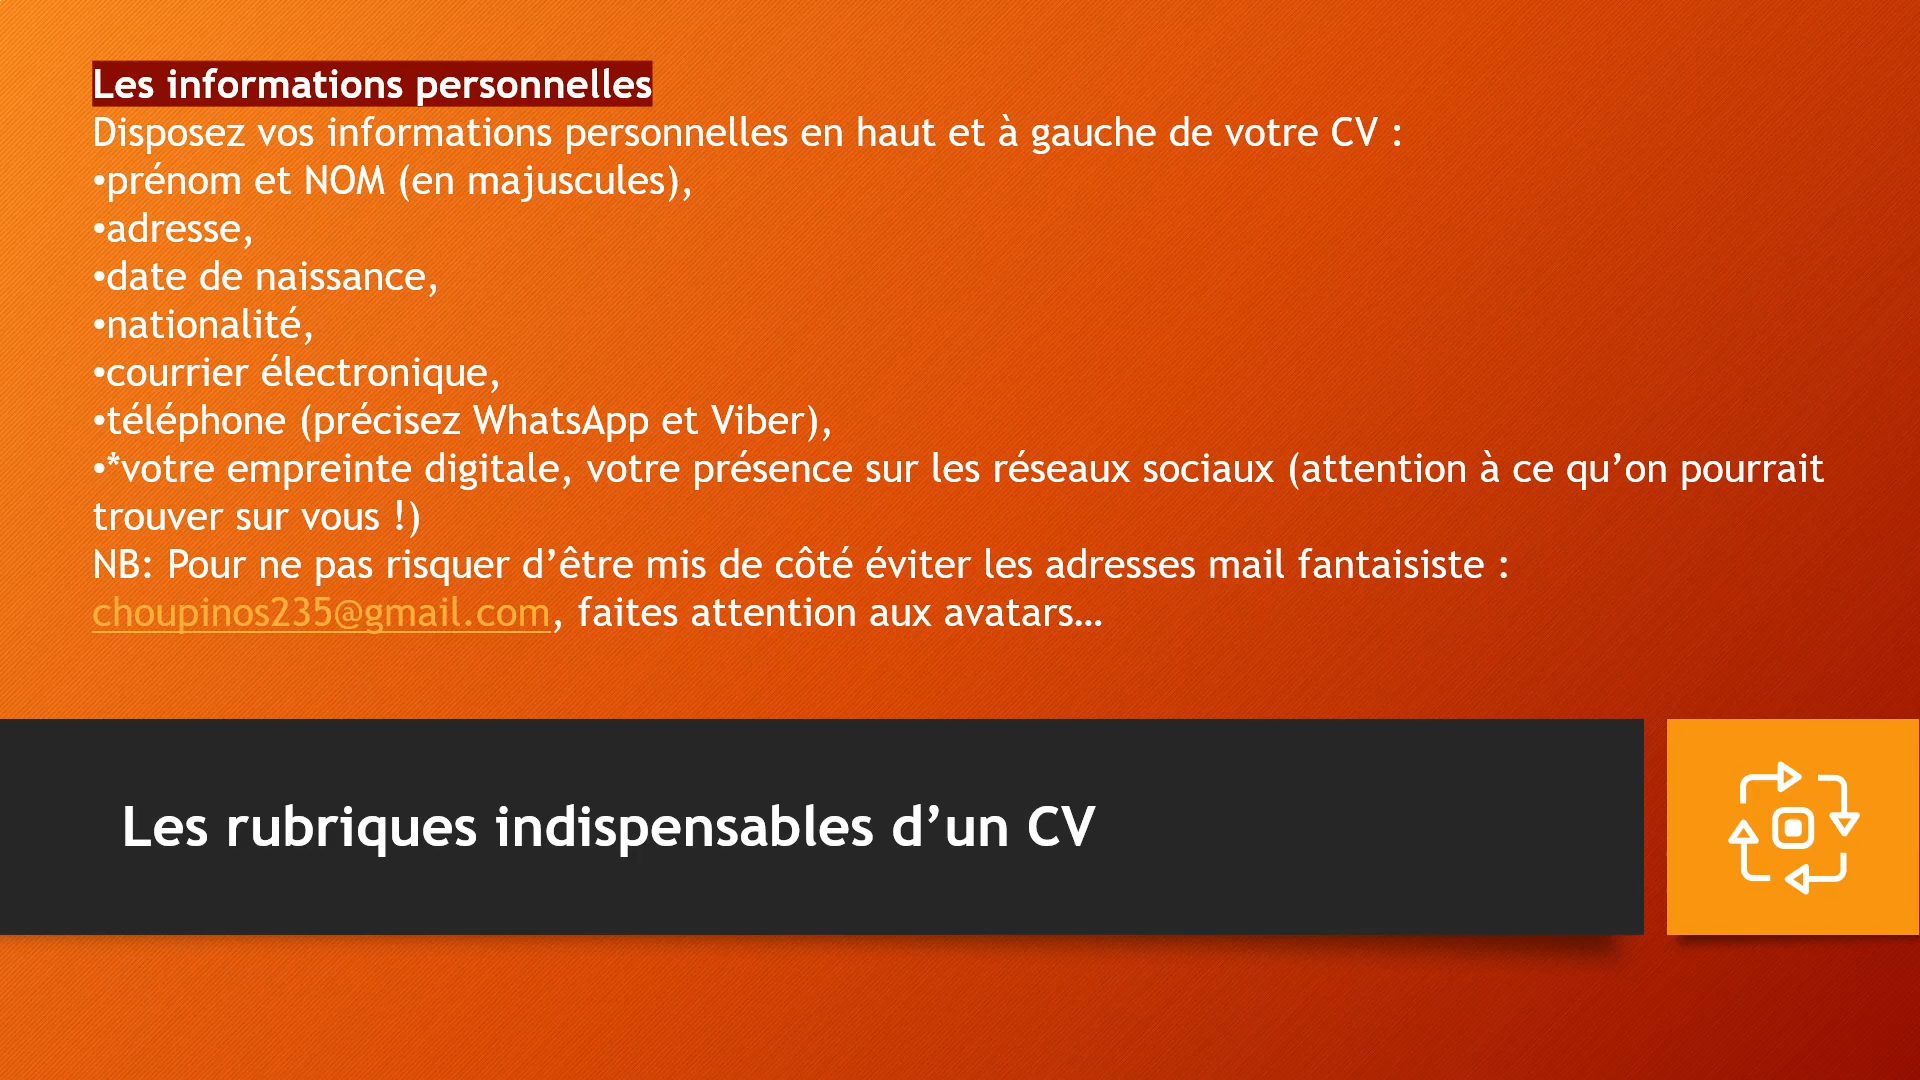 Les informations personnelles
Disposez vos informations personnelles en haut et à gauche de votre CV :
•prénom et NOM (en majuscules),
•adresse,
•date de naissance,
•nationalité,
•courrier électronique,
•téléphone (précisez WhatsApp et Viber),
•*votre empreinte digitale, votre présence sur les réseaux sociaux (attention à ce qu’on pourrait
trouver sur vous !)
NB: Pour ne pas risquer d’être mis de côté éviter les adresses mail fantaisiste :
choupinos235@gmail.com, faites attention aux avatars…
Les rubriques indispensables d’un CV